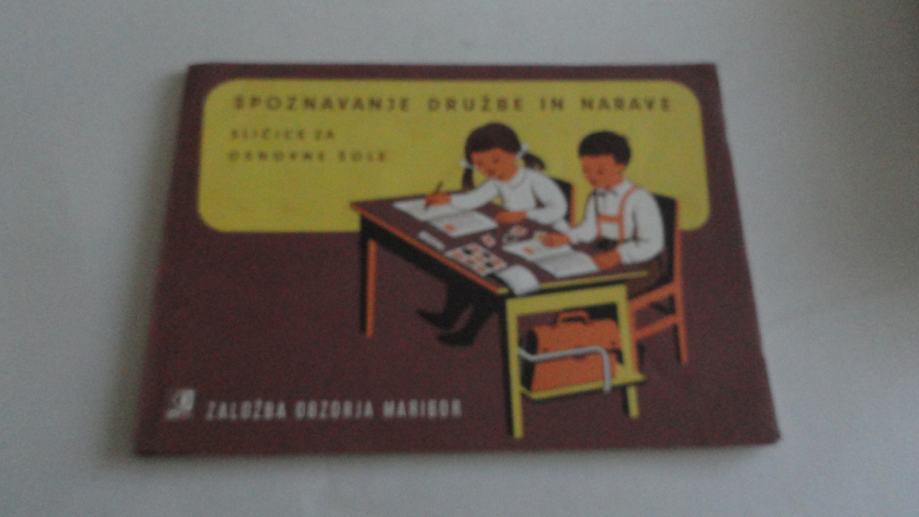 SPOZNAVANJE DRUŽBE IN NARAVE
SLIČICE ZA
OSNOVNE ŠOLE
ZALOŽBA OBZORJA MARIBOR